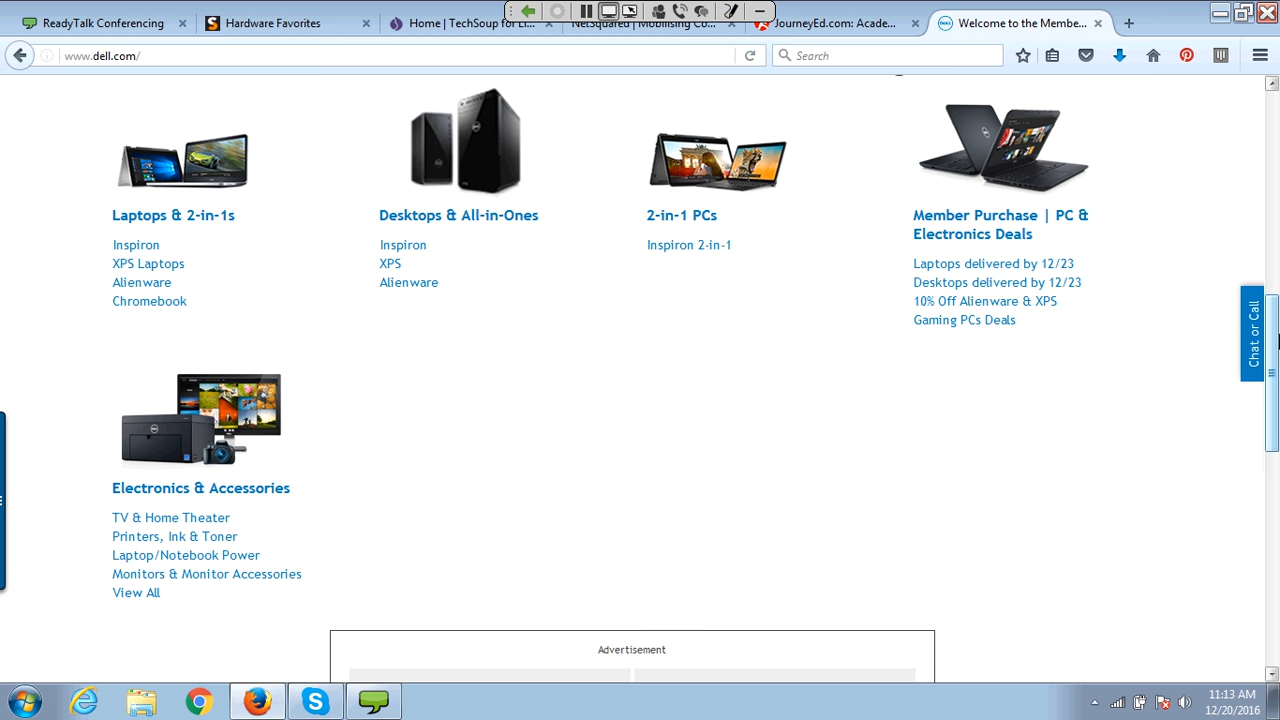 ReadyTalk Conferencing
Hardware Favorites
Home | TechSoup for Li...
NetSquared | Mobilising Co...
JourneyEd.com: Acade...
Welcome to the Membe...
www.dell.com/
Search
Laptops & 2-in-1s
Inspiron
XPS Laptops
Alienware
Chromebook
Desktops & All-in-Ones
Inspiron
XPS
Alienware
2-in-1 PCs
Inspiron 2-in-1
Member Purchase | PC &
Electronics Deals
Laptops delivered by 12/23
Desktops delivered by 12/23
10% Off Alienware & XPS
Gaming PCs Deals
Chat or Call
Electronics & Accessories
TV & Home Theater
Printers, Ink & Toner
Laptop/Notebook Power
Monitors & Monitor Accessories
View All
Advertisement
11:13 AM
12/20/2016